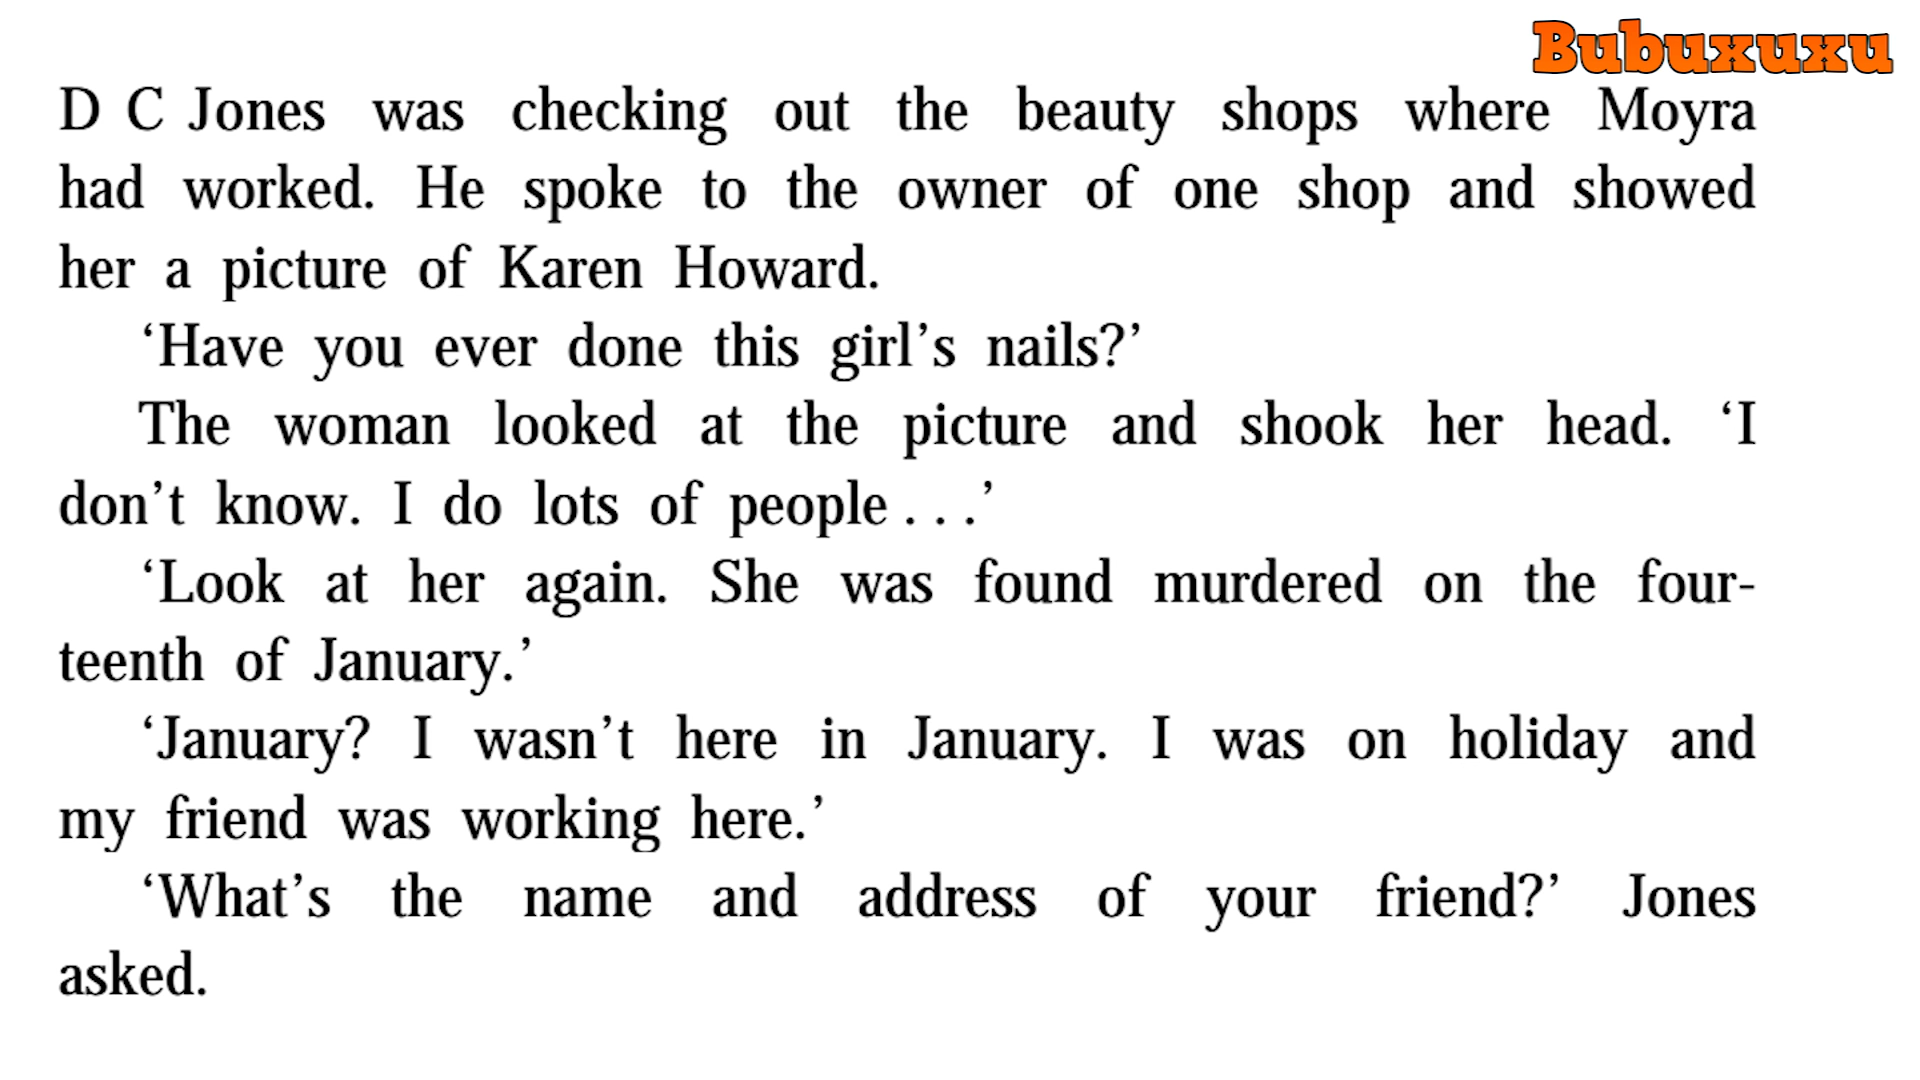 Bubuxuxu
D C Jones was checking out the beauty shops where Moyra
had worked. He spoke to the owner of one shop and showed
her a picture of Karen Howard.
‘Have you ever done this girl’s nails?’
The woman looked at the picture and shook her head. ‘I
don’t know. I do lots of people . . .’
‘Look at her again. She was found murdered on the four-
teenth of January.’
‘January? I wasn’t here in January. I was on holiday and
my friend was working here.’
‘What’s the name and address of your friend?’ Jones
asked.